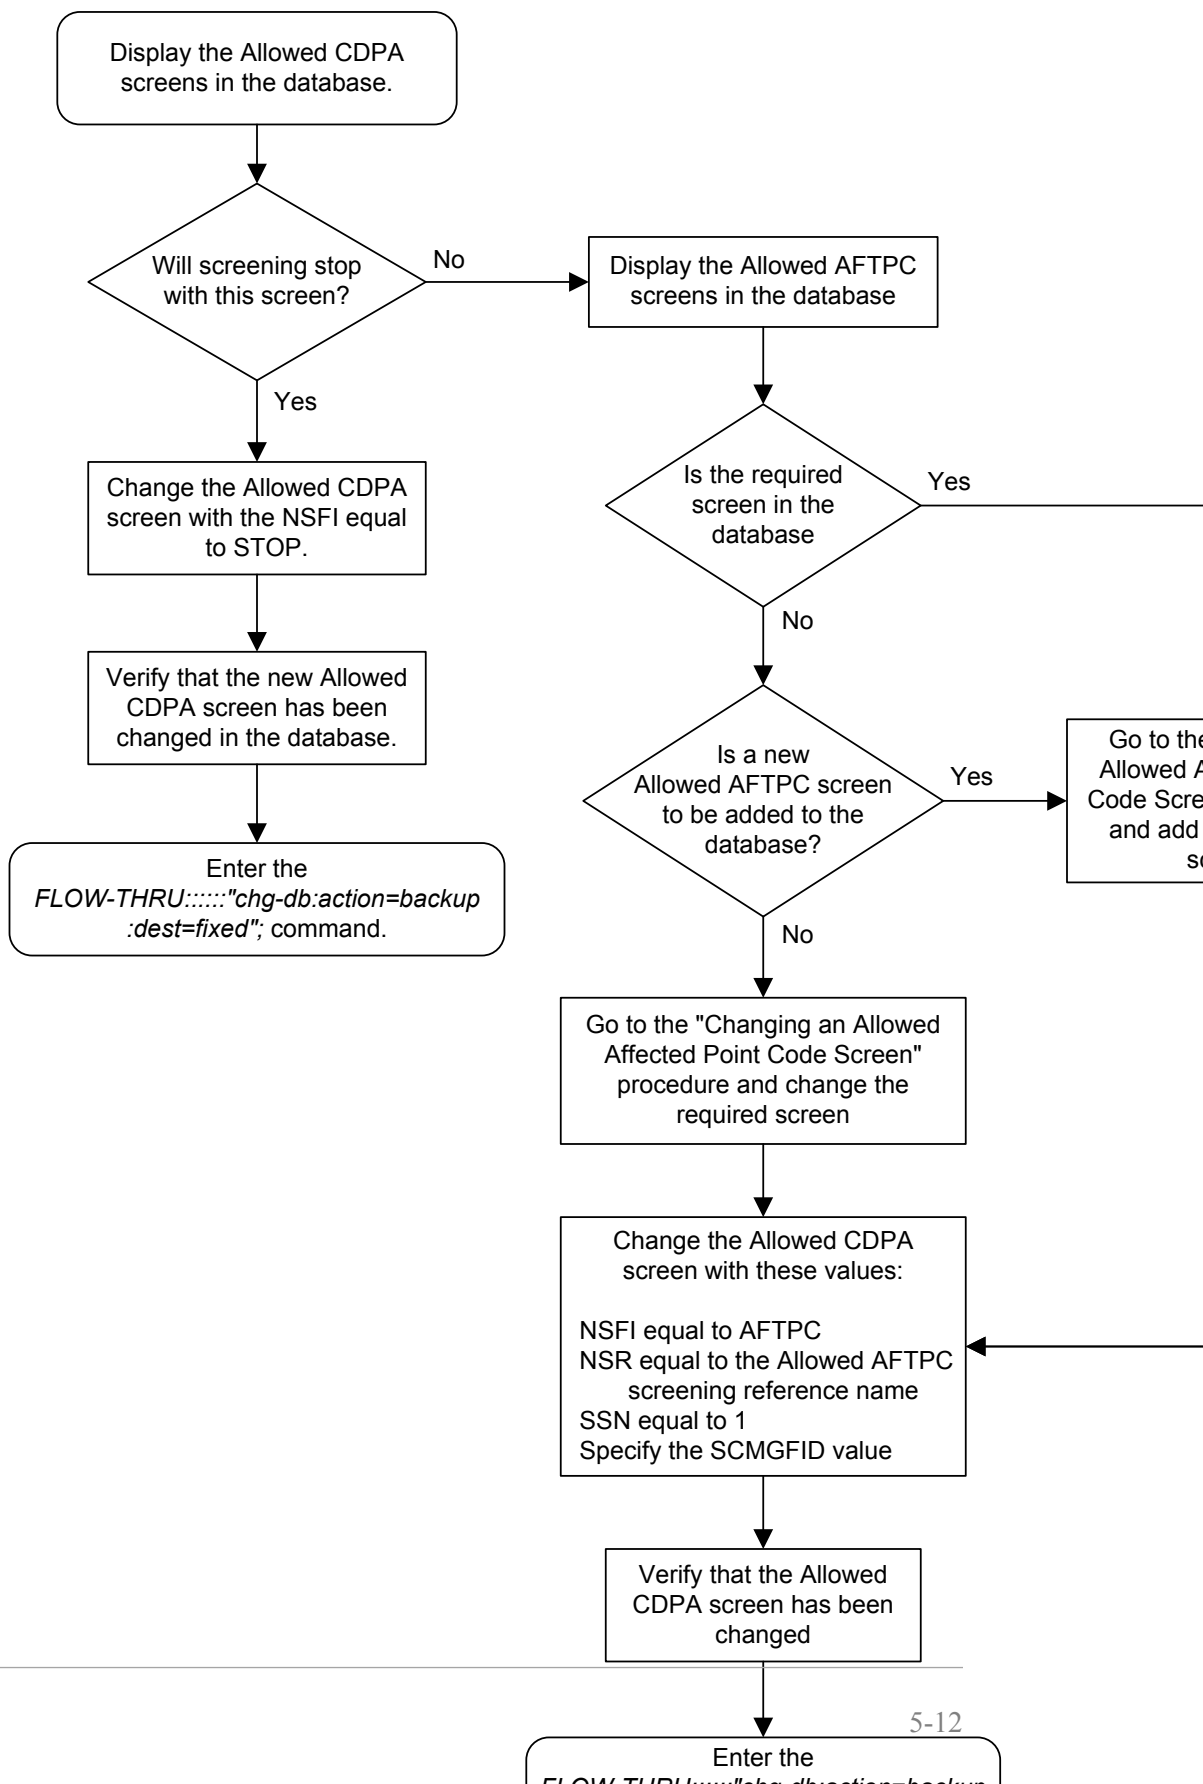 Display the Allowed CDPA
screens in the database.
Will screening stop
with this screen?
No
Display the Allowed AFTPC
screens in the database
Yes
Change the Allowed CDPA
screen with the NSFI equal
to STOP.
Is the required
screen in the
database
Yes
No
Verify that the new Allowed
CDPA screen has been
changed in the database.
Is a new
Allowed AFTPC screen
to be added to the
database?
Yes
Go to the
Allowed
Code
and add
Enter the
FLOW-THRU::::::"chg-db:action=backup
:dest=fixed"; command.
No
Go to the "Changing an Allowed
Affected Point Code Screen"
procedure and change the
required screen
Change the Allowed CDPA
screen with these values:
NSFI equal to AFTPC
NSR equal to the Allowed AFTPC
screening reference name
SSN equal to 1
Specify the SCMGFID value
Verify that the Allowed
CDPA screen has been
changed
5-12
Enter the